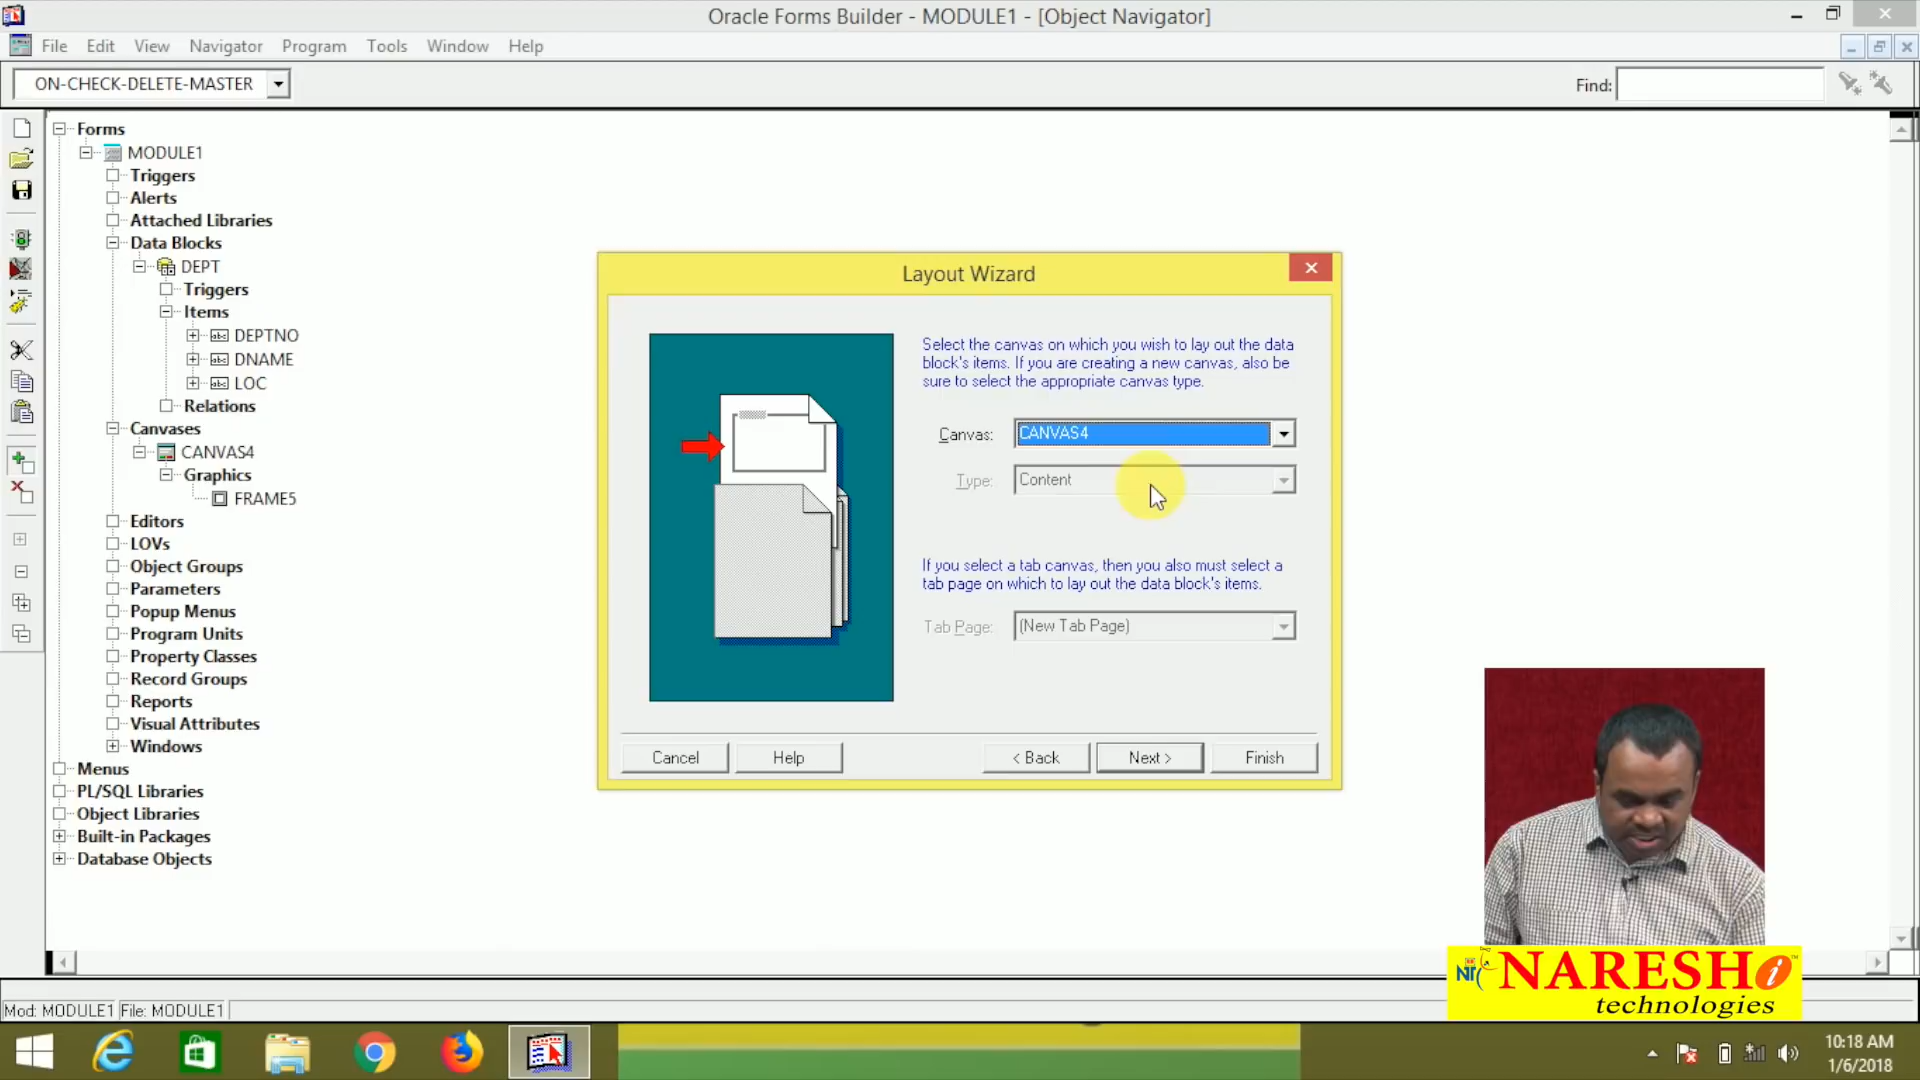 Oracle Forms Builder - MODULE1 - [Object Navigator]
File Edit View Navigator Program Tools Window Help
ON-CHECK-DELETE-MASTER
Find:
Forms
MODULE1
Triggers
Alerts
Attached Libraries
Data Blocks
DEPT
Triggers
Items
DEPTNO
DNAME
LOC
Relations
Canvases
CANVAS4
Graphics
FRAME5
Editors
LOVs
Object Groups
Parameters
Popup Menus
Program Units
Property Classes
Record Groups
Reports
Visual Attributes
Windows
Menus
PL/SQL Libraries
Object Libraries
Built-in Packages
Database Objects
Layout Wizard
Select the canvas on which you wish to lay out the data
block's items. If you are creating a new canvas, also be
sure to select the appropriate canvas type.
Canvas: CANVAS4
Type: Content
If you select a tab canvas, then you also must select a
tab page on which to lay out the data block's items.
Tab Page: (New Tab Page)
Cancel Help < Back Next > Finish
NARESH i
technologies
Mod: MODULE1 File: MODULE1
10:18 AM
1/6/2018